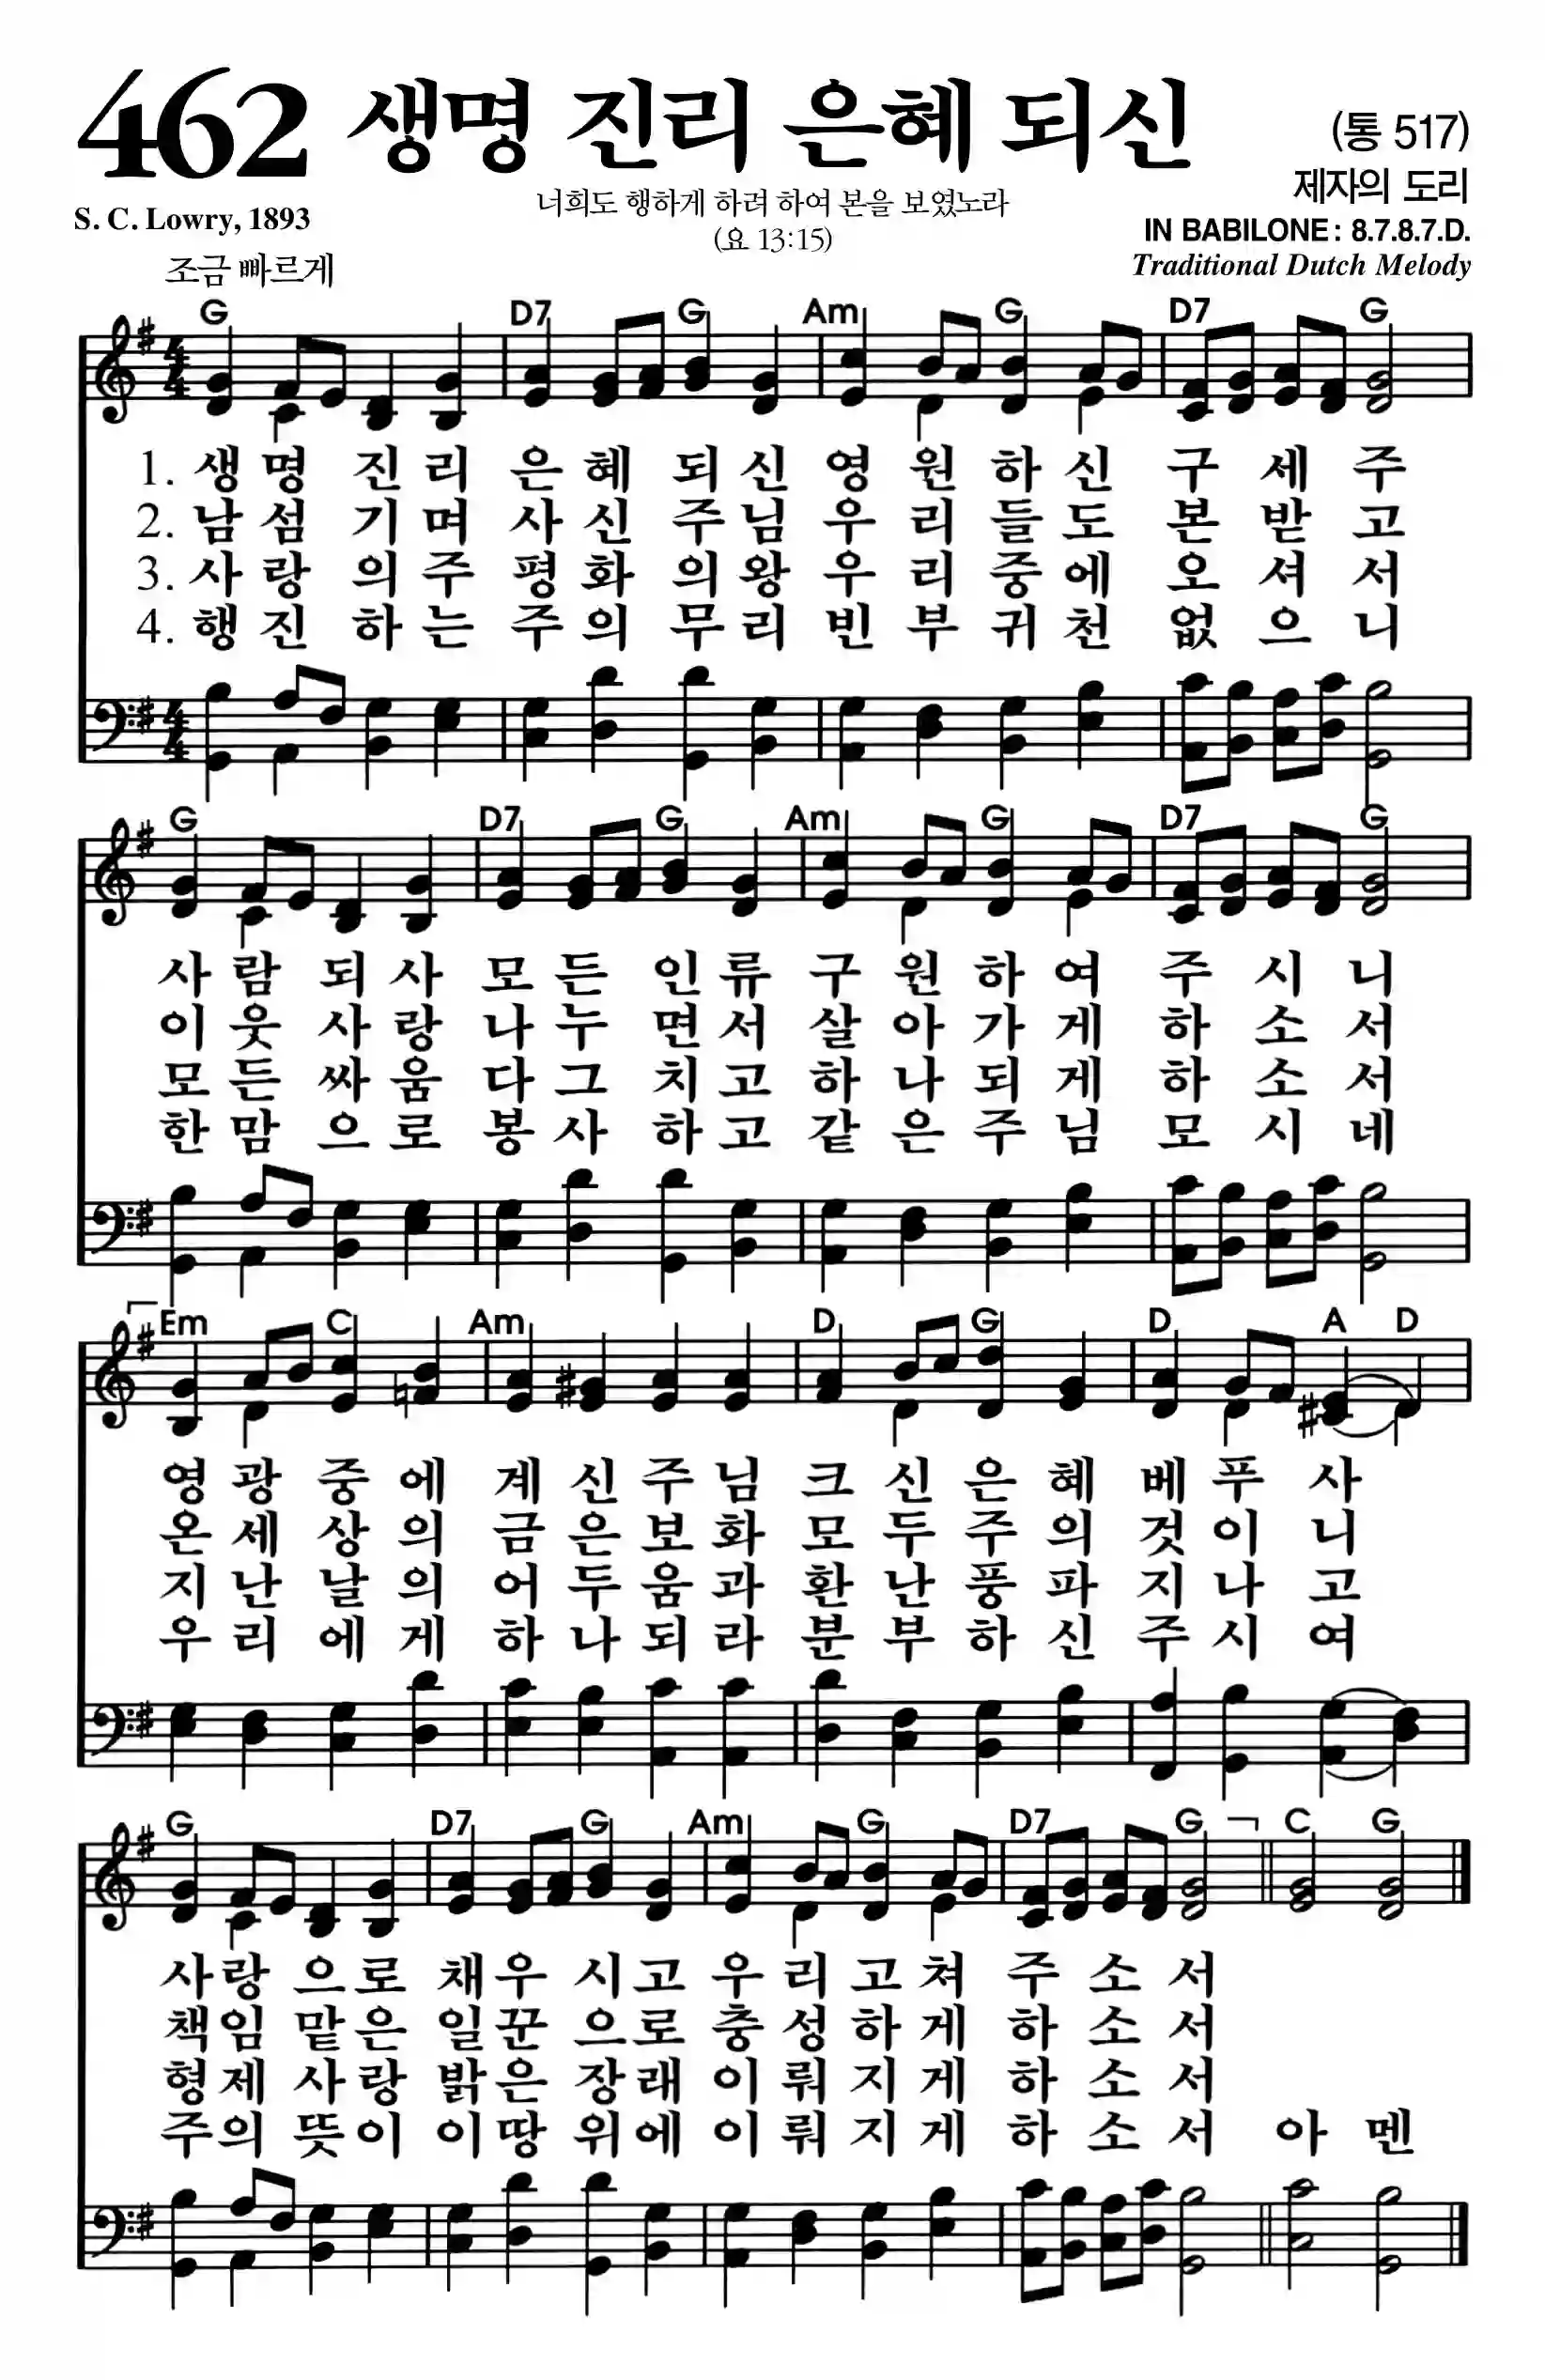 462 생명 진리 은혜 되신 (통 517)
제자의 도리
너희도 행하게 하려 하여 본을 보였노라
(요 13:15)
S. C. Lowry, 1893
IN BABILONE: 8.7.8.7.D.
Traditional Dutch Melody
조금 빠르게
G D7 G Am G D7 G
1. 생명 진리 은혜 되신 영원하신 구세주
2. 남섬기며 사신 주님 우리들도 본받고
3. 사랑의주 평화의왕 우리중에 오셔서
4. 행진하는 주의 무리 빈부귀천 없으니
G D7 G Am G D7 G
사람되사 모든 인류 구원하여 주시니
이웃사랑 나누면서 살아가게 하소서
모든싸움 다그치고 하나되게 하소서
한맘으로 봉사하고 같은주님 모시네
Em C Am D G D A D
영광중에 계신주님 크신은혜 베푸사
온세상의 금은보화 모두주의 것이니
지난날의 어두움과 환난풍파 지나고
우리에게 하나되라 분부하신 주시여
G D7 G Am G D7 G C G
사랑으로 채우시고 우리고쳐 주소서
책임맡은 일꾼으로 충성하게 하소서
형제사랑 밝은장래 이뤄지게 하소서
주의뜻이 이땅위에 이뤄지게 하소서 아멘